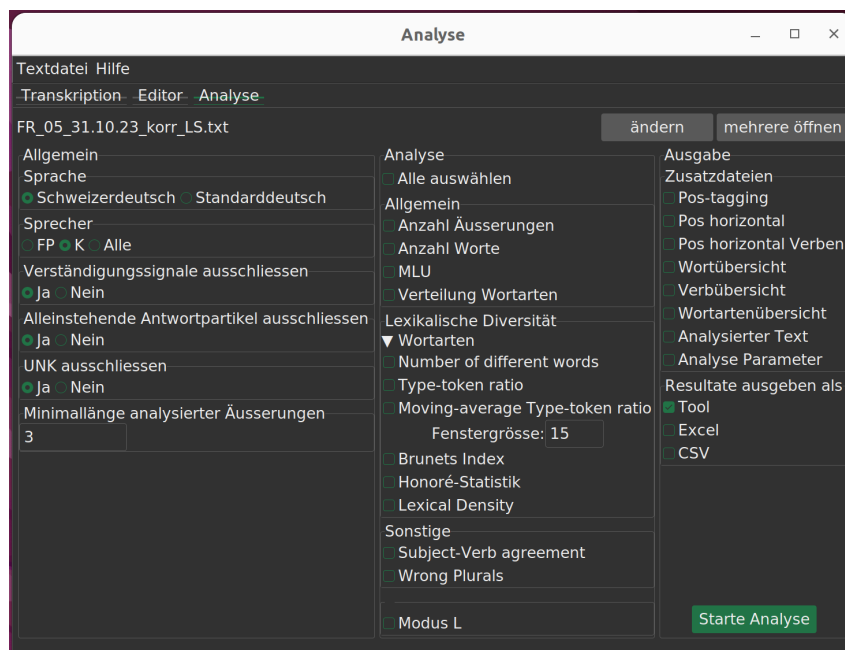 Analyse
Textdatei Hilfe
Transkription Editor Analyse
FR_05_31.10.23_korr_LS.txt
ändern
mehrere öffnen
Allgemein
Sprache
Schweizerdeutsch Standarddeutsch
Sprecher
FP K Alle
Verständigungssignale ausschliessen
Ja Nein
Alleinstehende Antwortpartikel ausschliessen
Ja Nein
UNK ausschliessen
Ja Nein
Minimallänge analysierter Äusserungen
3
Analyse
Alle auswählen
Allgemein
Anzahl Äusserungen
Anzahl Worte
MLU
Verteilung Wortarten
Lexikalische Diversität
▼ Wortarten
Number of different words
Type-token ratio
Moving-average Type-token ratio
Fenstergrösse: 15
Brunets Index
Honoré-Statistik
Lexical Density
Sonstige
Subject-Verb agreement
Wrong Plurals
Modus L
Ausgabe
Zusatzdateien
Pos-tagging
Pos horizontal
Pos horizontal Verben
Wortübersicht
Verbübersicht
Wortartenübersicht
Analysierter Text
Analyse Parameter
Resultate ausgeben als
Tool
Excel
CSV
Starte Analyse